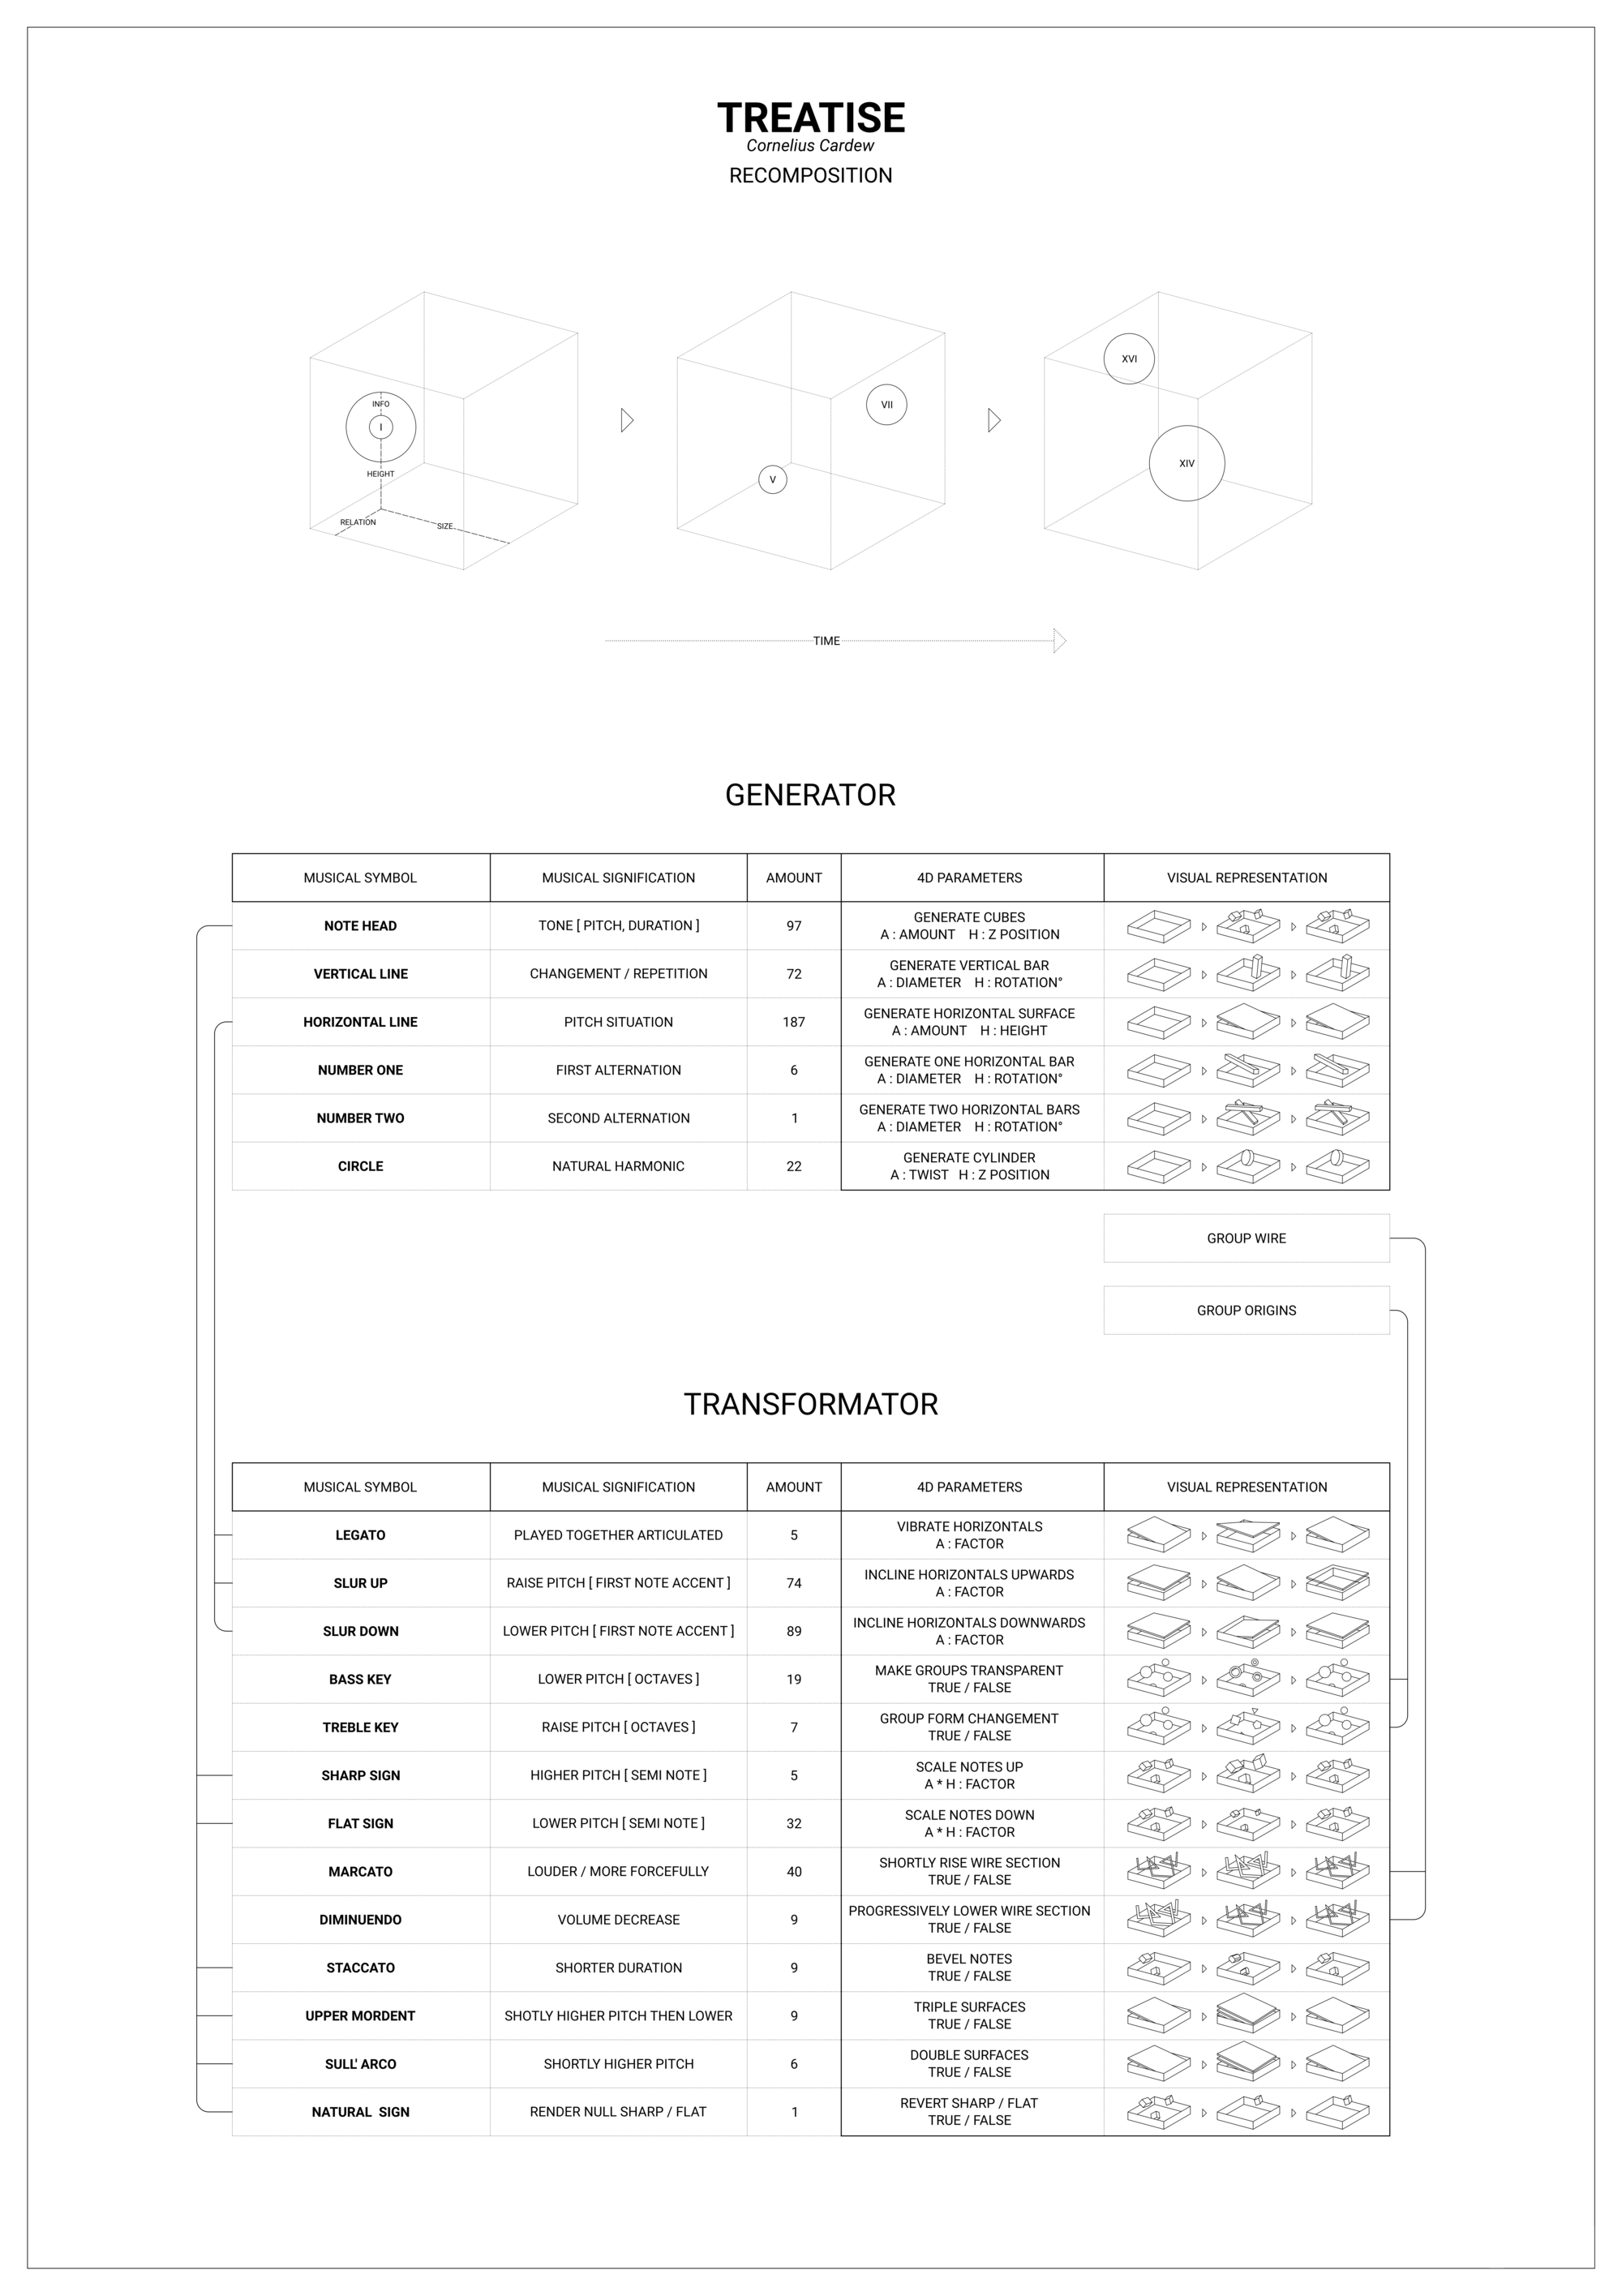 TREATISE
Cornelius Cardew
RECOMPOSITION
INFO
I
HEIGHT
RELATION
SIZE
VII
V
XVI
XIV
TIME
GENERATOR
MUSICAL SYMBOL MUSICAL SIGNIFICATION AMOUNT 4D PARAMETERS VISUAL REPRESENTATION
NOTE HEAD TONE [ PITCH, DURATION ] 97 GENERATE CUBES
A : AMOUNT H : Z POSITION
VERTICAL LINE CHANGEMENT / REPETITION 72 GENERATE VERTICAL BAR
A : DIAMETER H : ROTATION°
HORIZONTAL LINE PITCH SITUATION 187 GENERATE HORIZONTAL SURFACE
A : AMOUNT H : HEIGHT
NUMBER ONE FIRST ALTERNATION 6 GENERATE ONE HORIZONTAL BAR
A : DIAMETER H : ROTATION°
NUMBER TWO SECOND ALTERNATION 1 GENERATE TWO HORIZONTAL BARS
A : DIAMETER H : ROTATION°
CIRCLE NATURAL HARMONIC 22 GENERATE CYLINDER
A : TWIST H : Z POSITION
GROUP WIRE
GROUP ORIGINS
TRANSFORMATOR
MUSICAL SYMBOL MUSICAL SIGNIFICATION AMOUNT 4D PARAMETERS VISUAL REPRESENTATION
LEGATO PLAYED TOGETHER ARTICULATED 5 VIBRATE HORIZONTALS
A : FACTOR
SLUR UP RAISE PITCH [ FIRST NOTE ACCENT ] 74 INCLINE HORIZONTALS UPWARDS
A : FACTOR
SLUR DOWN LOWER PITCH [ FIRST NOTE ACCENT ] 89 INCLINE HORIZONTALS DOWNWARDS
A : FACTOR
BASS KEY LOWER PITCH [ OCTAVES ] 19 MAKE GROUPS TRANSPARENT
TRUE / FALSE
TREBLE KEY RAISE PITCH [ OCTAVES ] 7 GROUP FORM CHANGEMENT
TRUE / FALSE
SHARP SIGN HIGHER PITCH [ SEMI NOTE ] 5 SCALE NOTES UP
A * H : FACTOR
FLAT SIGN LOWER PITCH [ SEMI NOTE ] 32 SCALE NOTES DOWN
A * H : FACTOR
MARCATO LOUDER / MORE FORCEFULLY 40 SHORTLY RISE WIRE SECTION
TRUE / FALSE
DIMINUENDO VOLUME DECREASE 9 PROGRESSIVELY LOWER WIRE SECTION
TRUE / FALSE
STACCATO SHORTER DURATION 9 BEVEL NOTES
TRUE / FALSE
UPPER MORDENT SHOTLY HIGHER PITCH THEN LOWER 9 TRIPLE SURFACES
TRUE / FALSE
SULL' ARCO SHORTLY HIGHER PITCH 6 DOUBLE SURFACES
TRUE / FALSE
NATURAL SIGN RENDER NULL SHARP / FLAT 1 REVERT SHARP / FLAT
TRUE / FALSE